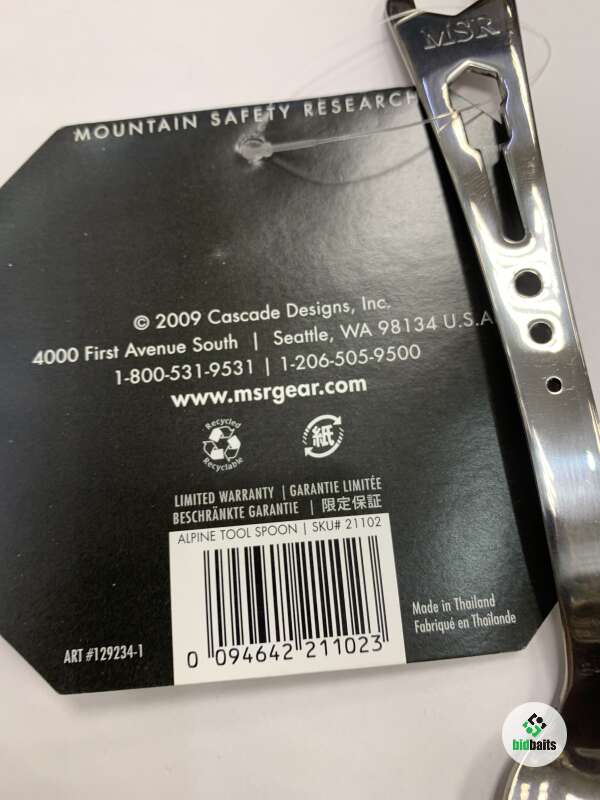 MSR
MOUNTAIN SAFETY RESEARCH
© 2009 Cascade Designs, Inc.
4000 First Avenue South | Seattle, WA 98134 U.S.A
1-800-531-9531 | 1-206-505-9500
www.msrgear.com
Recycled
Recyclable
紙
LIMITED WARRANTY | GARANTIE LIMITÉE
BESCHRÄNKTE GARANTIE | 限定保証
ALPINE TOOL SPOON | SKU# 21102
0 094642 211023
Made in Thailand
Fabriqué en Thaïlande
ART #129234-1
bidbaits